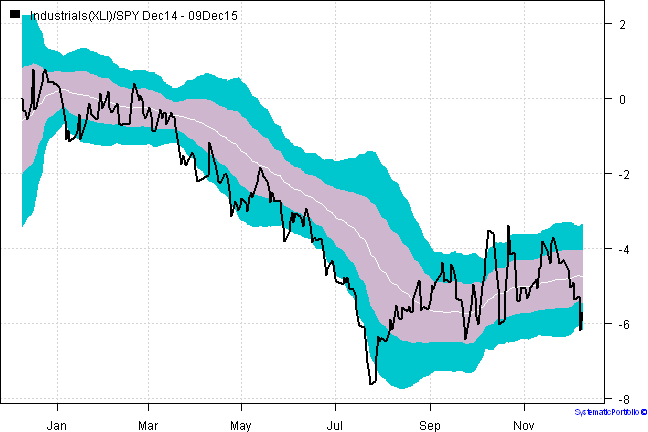 Industrials(XLI)/SPY Dec14 - 09Dec15
2
0
-2
-4
-6
-8
Jan Mar May Jul Sep Nov
SystematicPortfolio ©